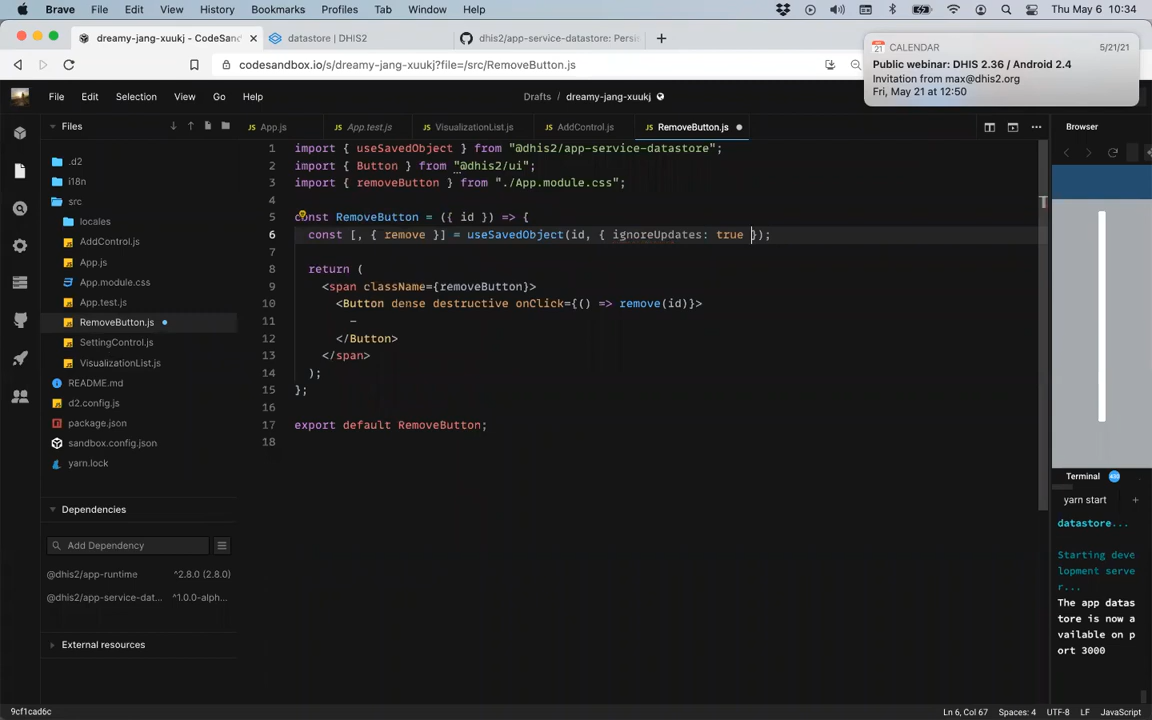 Brave File Edit View History Bookmarks Profiles Tab Window Help Thu May 6 10:34
dreamy-jang-xuukj - CodeSand datastore | DHIS2 dhis2/app-service-datastore: Persi
CALENDAR 5/21/21
Public webinar: DHIS 2.36 / Android 2.4
Invitation from max@dhis2.org
Fri, May 21 at 12:50
codesandbox.io/s/dreamy-jang-xuukj?file=/src/RemoveButton.js
File Edit Selection View Go Help Drafts / dreamy-jang-xuukj
Files
.d2
i18n
src
locales
AddControl.js
App.js
App.module.css
App.test.js
RemoveButton.js
SettingControl.js
VisualizationList.js
README.md
d2.config.js
package.json
sandbox.config.json
yarn.lock
Dependencies
Add Dependency
@dhis2/app-runtime ^2.8.0 (2.8.0)
@dhis2/app-service-dat... ^1.0.0-alph...
External resources
App.js App.test.js VisualizationList.js AddControl.js RemoveButton.js
1 import { useSavedObject } from "@dhis2/app-service-datastore";
2 import { Button } from "@dhis2/ui";
3 import { removeButton } from "./App.module.css";
4
5 const RemoveButton = ({ id }) => {
6 const [, { remove }] = useSavedObject(id, { ignoreUpdates: true });
7
8 return (
9 <span className={removeButton}>
10 <Button dense destructive onClick={() => remove(id)}>
11 –
12 </Button>
13 </span>
14 );
15 };
16
17 export default RemoveButton;
18
Browser
Terminal
yarn start +
datastore...
Starting deve
lopment serve
r...
The app datas
tore is now a
vailable on p
ort 3000
9cf1cad6c Ln 6, Col 67 Spaces: 4 UTF-8 LF JavaScript